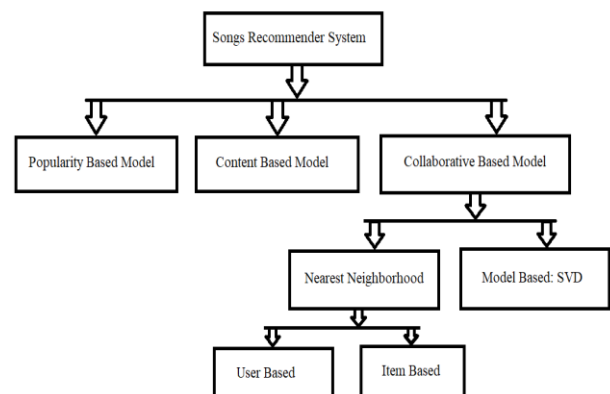 Songs Recommender System
Popularity Based Model
Content Based Model
Collaborative Based Model
Nearest Neighborhood
Model Based: SVD
User Based
Item Based